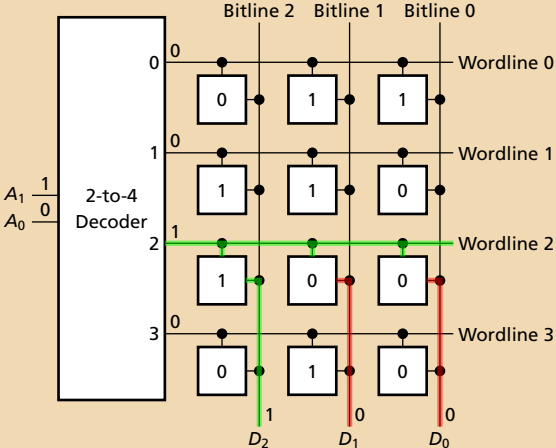 Bitline 2 Bitline 1 Bitline 0
0 0 Wordline 0
0 1 1
1 0 Wordline 1
A1 1
2-to-4
1 1 0
A0 0
Decoder
2 1 Wordline 2
1 0 0
3 0 Wordline 3
0 1 0
1 0 0
D2 D1 D0